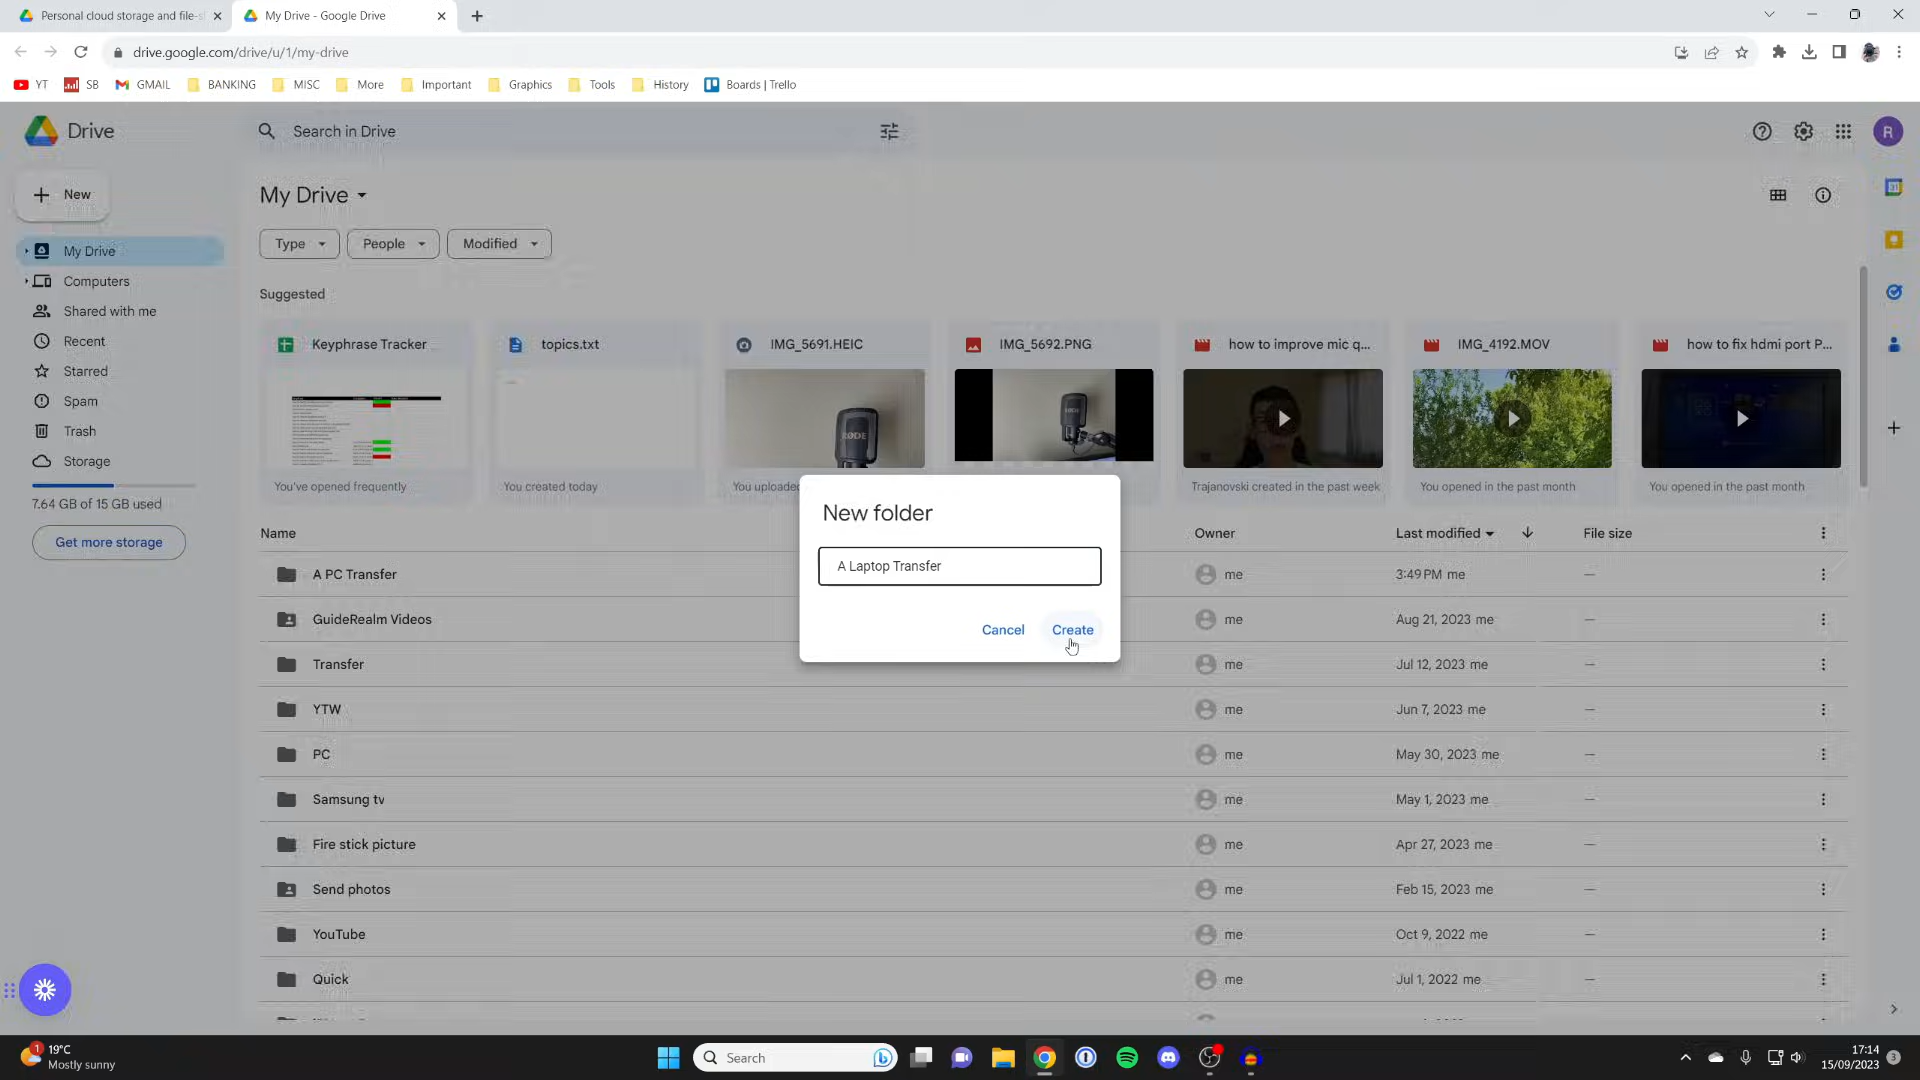 Personal cloud storage and file-s
My Drive - Google Drive
drive.google.com/drive/u/1/my-drive
YT SB GMAIL BANKING MISC More Important Graphics Tools History Boards | Trello
Drive
Search in Drive
R
New
My Drive
Computers
Shared with me
Recent
Starred
Spam
Trash
Storage
7.64 GB of 15 GB used
Get more storage
My Drive
Type People Modified
31
Suggested
Keyphrase Tracker
topics.txt
IMG_5691.HEIC
IMG_5692.PNG
how to improve mic q...
IMG_4192.MOV
how to fix hdmi port P...
RØDE
You've opened frequently
You created today
You uploade
Trajanovski created in the past week
You opened in the past month
You opened in the past month
New folder
A Laptop Transfer
Cancel Create
Name Owner Last modified File size
A PC Transfer me 3:49 PM me —
GuideRealm Videos me Aug 21, 2023 me —
Transfer me Jul 12, 2023 me —
YTW me Jun 7, 2023 me —
PC me May 30, 2023 me —
Samsung tv me May 1, 2023 me —
Fire stick picture me Apr 27, 2023 me —
Send photos me Feb 15, 2023 me —
YouTube me Oct 9, 2022 me —
Quick me Jul 1, 2022 me —
1
19°C
Mostly sunny
Search
17:14
15/09/2023
3